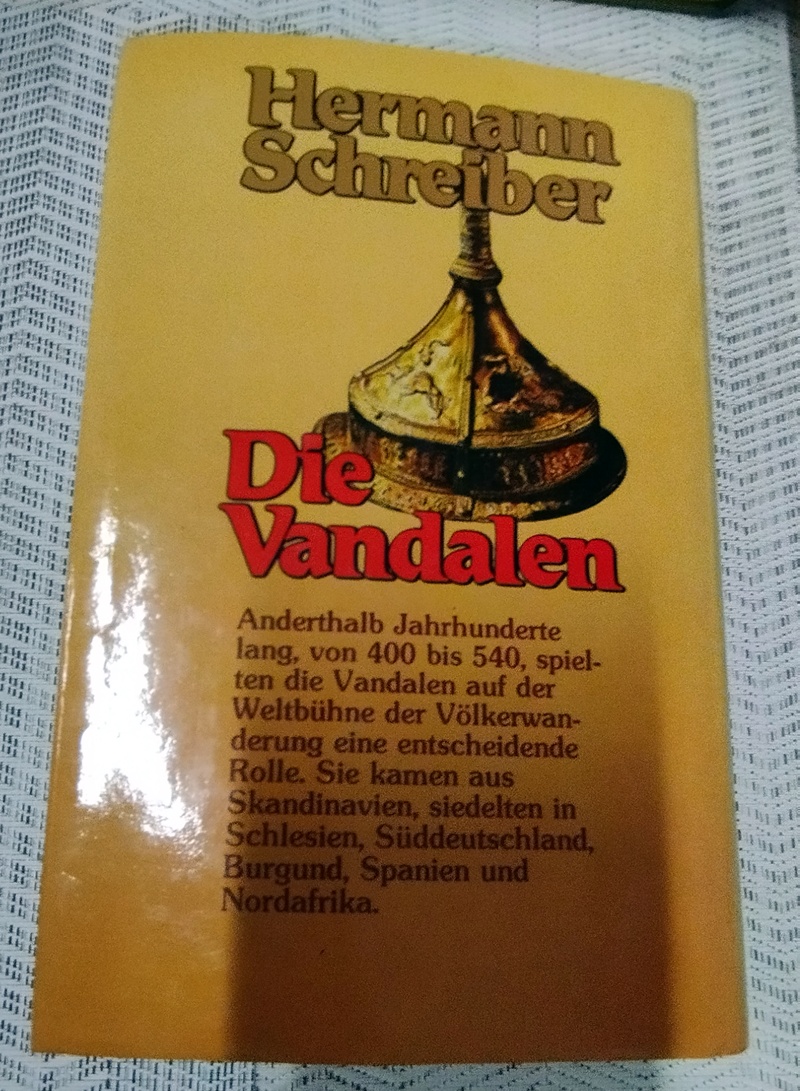 Hermann
Schreiber
Die
Vandalen
Anderthalb Jahrhunderte
lang, von 400 bis 540, spiel-
ten die Vandalen auf der
Weltbühne der Völkerwan-
derung eine entscheidende
Rolle. Sie kamen aus
Skandinavien, siedelten in
Schlesien, Süddeutschland,
Burgund, Spanien und
Nordafrika.